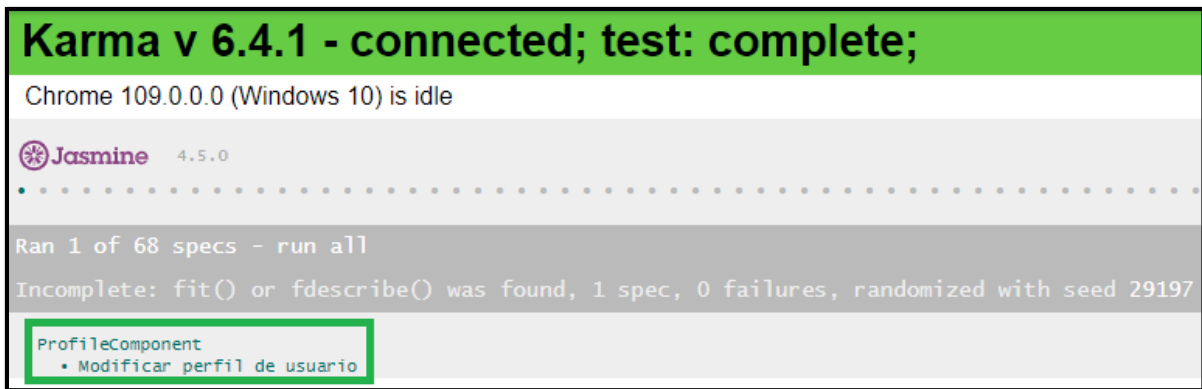 Karma v 6.4.1 - connected; test: complete;
Chrome 109.0.0.0 (Windows 10) is idle
Jasmine 4.5.0
Ran 1 of 68 specs - run all
Incomplete: fit() or fdescribe() was found, 1 spec, 0 failures, randomized with seed 29197
ProfileComponent
• Modificar perfil de usuario